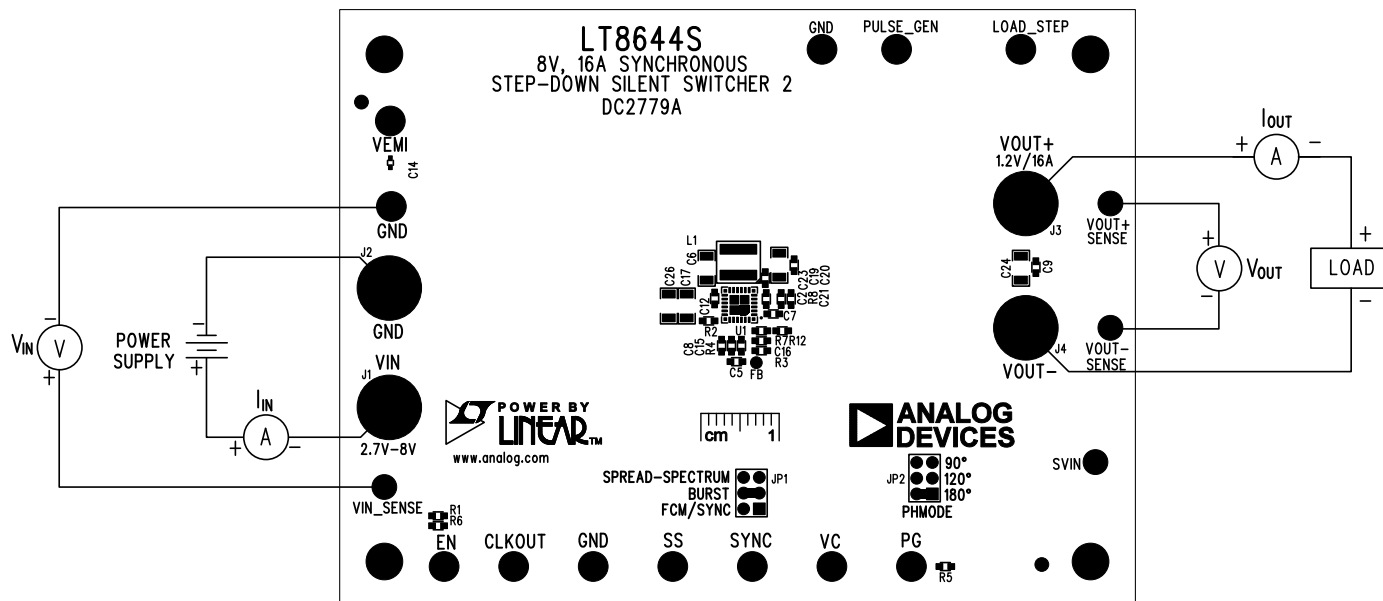 LT8644S
8V, 16A SYNCHRONOUS
STEP-DOWN SILENT SWITCHER 2
DC2779A
GND
PULSE_GEN
LOAD_STEP
VEMI
C14
GND
J2
GND
VIN
J1
2.7V-8V
VIN_SENSE
- 
VIN
V
+
POWER
SUPPLY
-
+
IIN
+ A -
VOUT+
1.2V/16A
J3
VOUT+
SENSE
C24
C9
J4
VOUT-
VOUT-
SENSE
IOUT
+ A -
+
V VOUT
-
+
LOAD
-
L1
C6
C26
C17
C12
C23
C19
C20
C2
R8
C21
C22
C7
R2
U1
C8
C15
R4
R7 R12
C16
R3
C5
FB
POWER BY
LINEAR™
www.analog.com
cm 1
ANALOG
DEVICES
SPREAD-SPECTRUM
BURST
FCM/SYNC
JP1
JP2
90°
120°
180°
PHMODE
SVIN
R1
R6
EN
CLKOUT
GND
SS
SYNC
VC
PG
R5